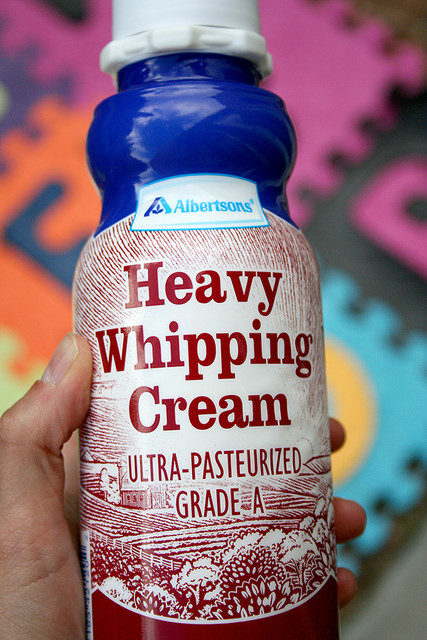 Albertsons®
Heavy
Whipping
Cream
ULTRA-PASTEURIZED
GRADE A